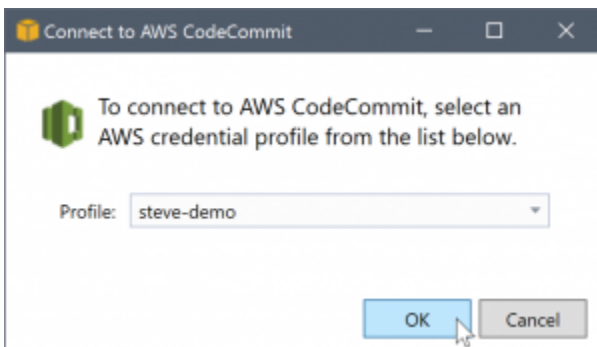 Connect to AWS CodeCommit
To connect to AWS CodeCommit, select an
AWS credential profile from the list below.
Profile: steve-demo
OK Cancel